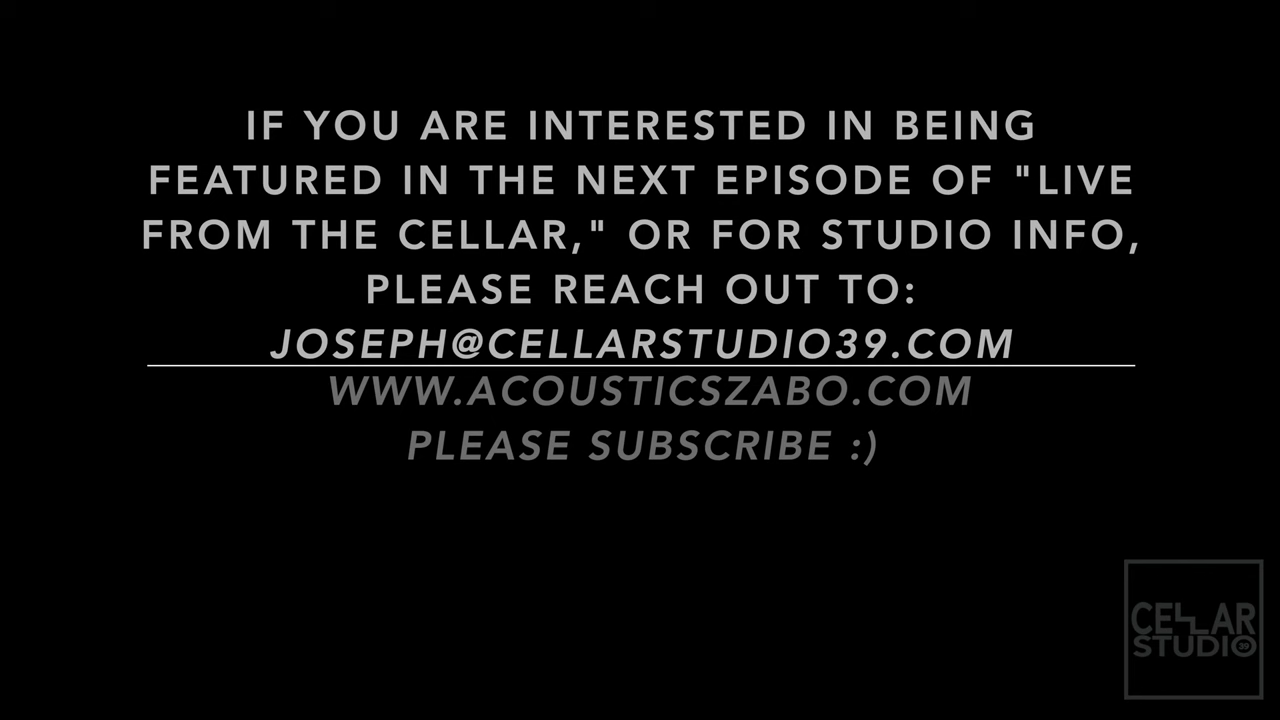 IF YOU ARE INTERESTED IN BEING
FEATURED IN THE NEXT EPISODE OF "LIVE
FROM THE CELLAR," OR FOR STUDIO INFO,
PLEASE REACH OUT TO:
JOSEPH@CELLARSTUDIO39.COM
WWW.ACOUSTICSZABO.COM
PLEASE SUBSCRIBE :)
CELLAR
STUDIO 39